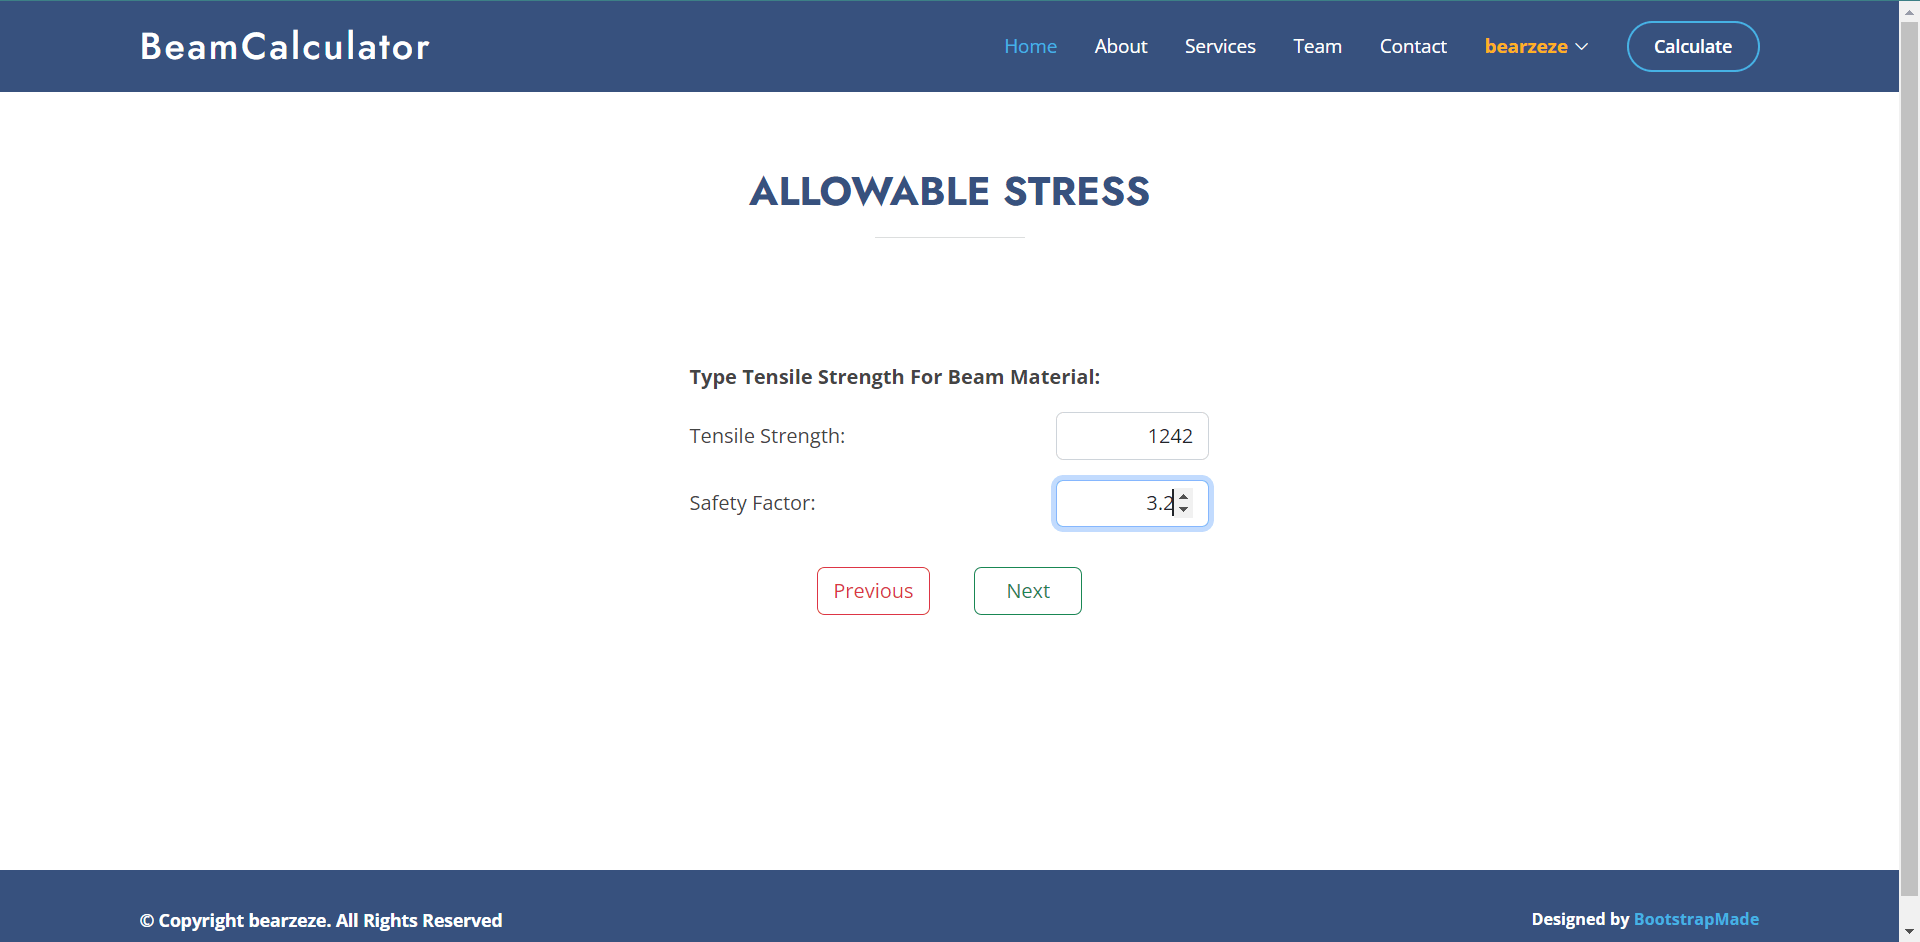 BeamCalculator
Home About Services Team Contact bearzeze Calculate
ALLOWABLE STRESS
Type Tensile Strength For Beam Material:
Tensile Strength: 1242
Safety Factor: 3.2
Previous Next
© Copyright bearzeze. All Rights Reserved
Designed by BootstrapMade